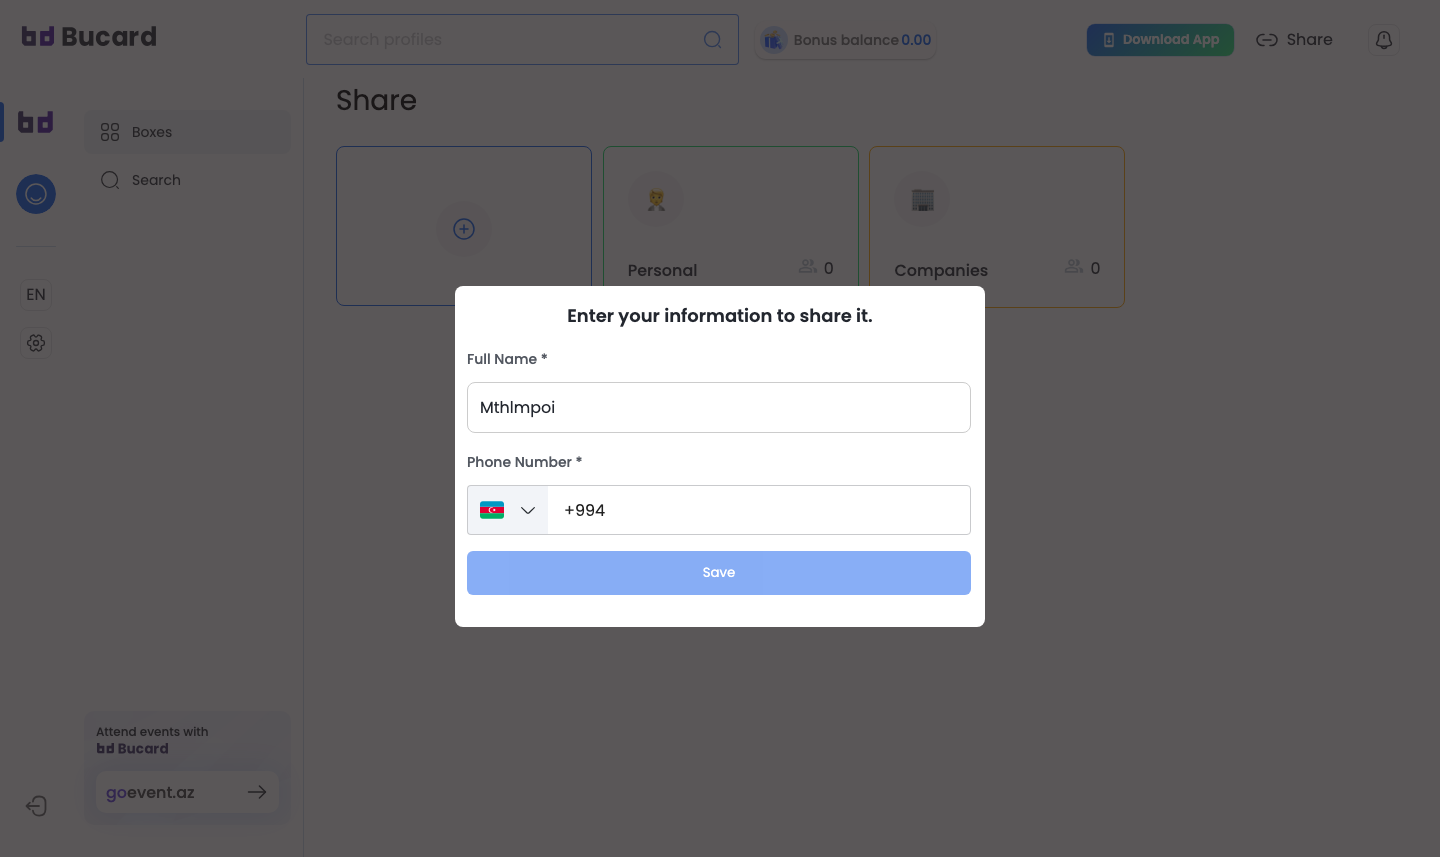 bd Bucard
Search profiles
Bonus balance 0.00
Download App
Share
Share
bd
Boxes
Search
EN
Personal
0
Companies
0
Enter your information to share it.
Full Name *
Mthlmpoi
Phone Number *
+994
Save
Attend events with
bd Bucard
goevent.az